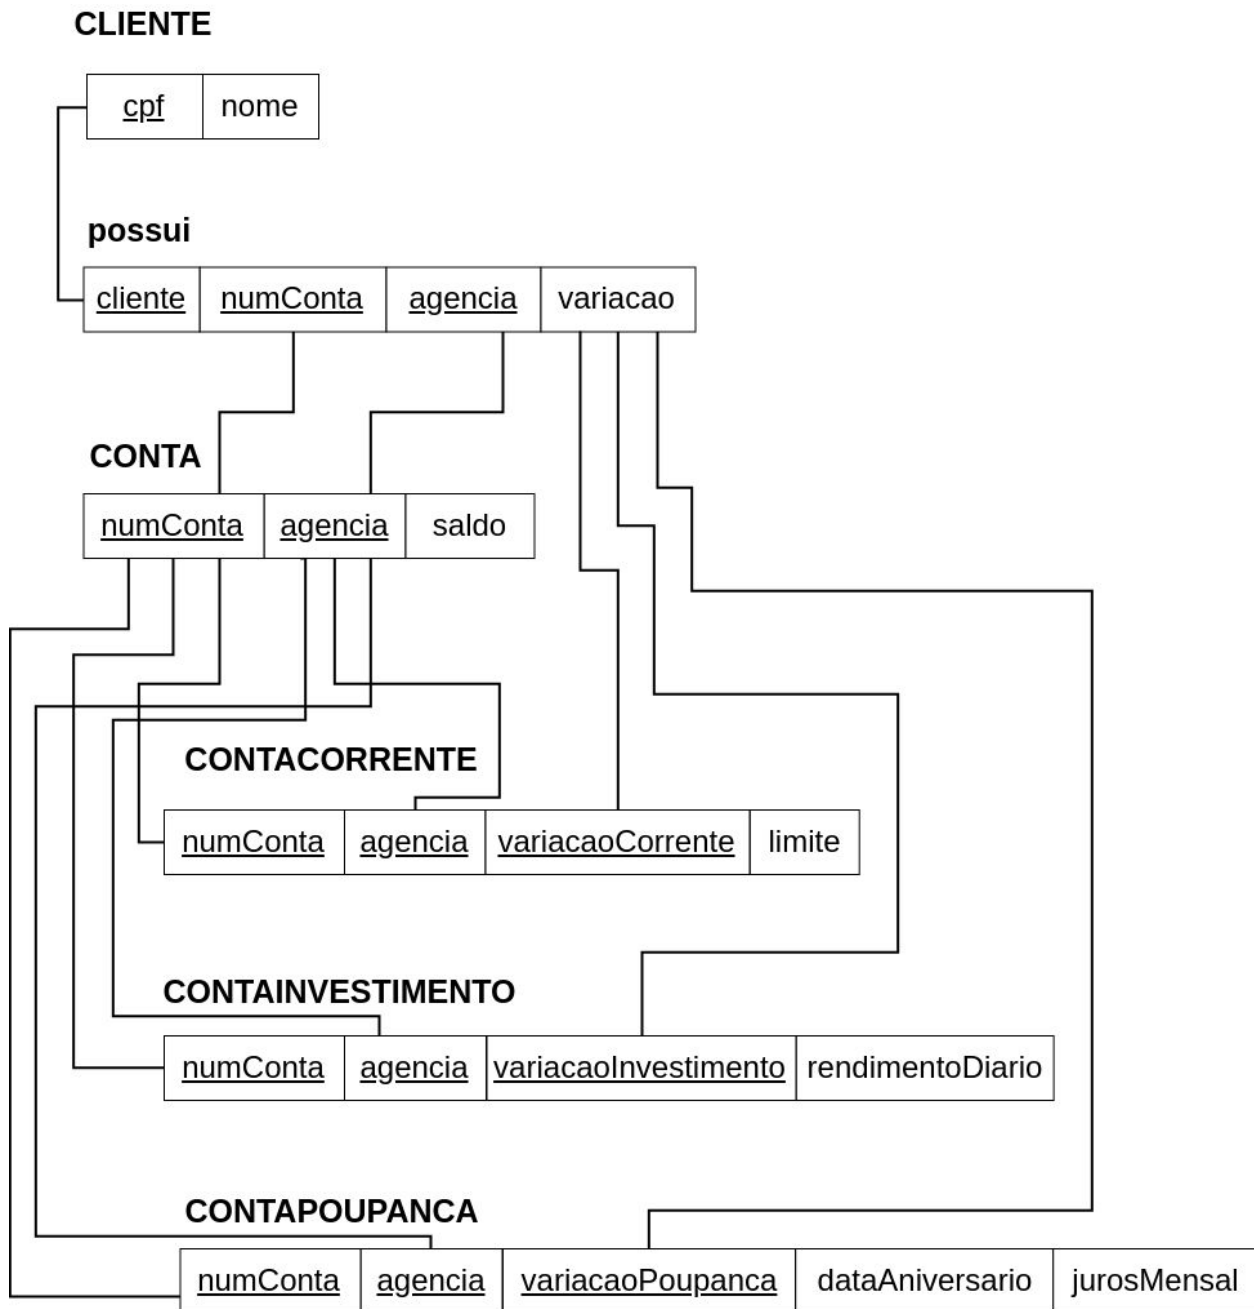 CLIENTE
cpf nome
possui
cliente numConta agencia variacao
CONTA
numConta agencia saldo
CONTACORRENTE
numConta agencia variacaoCorrente limite
CONTAINVESTIMENTO
numConta agencia variacaoInvestimento rendimentoDiario
CONTAPOUPANCA
numConta agencia variacaoPoupanca dataAniversario jurosMensal